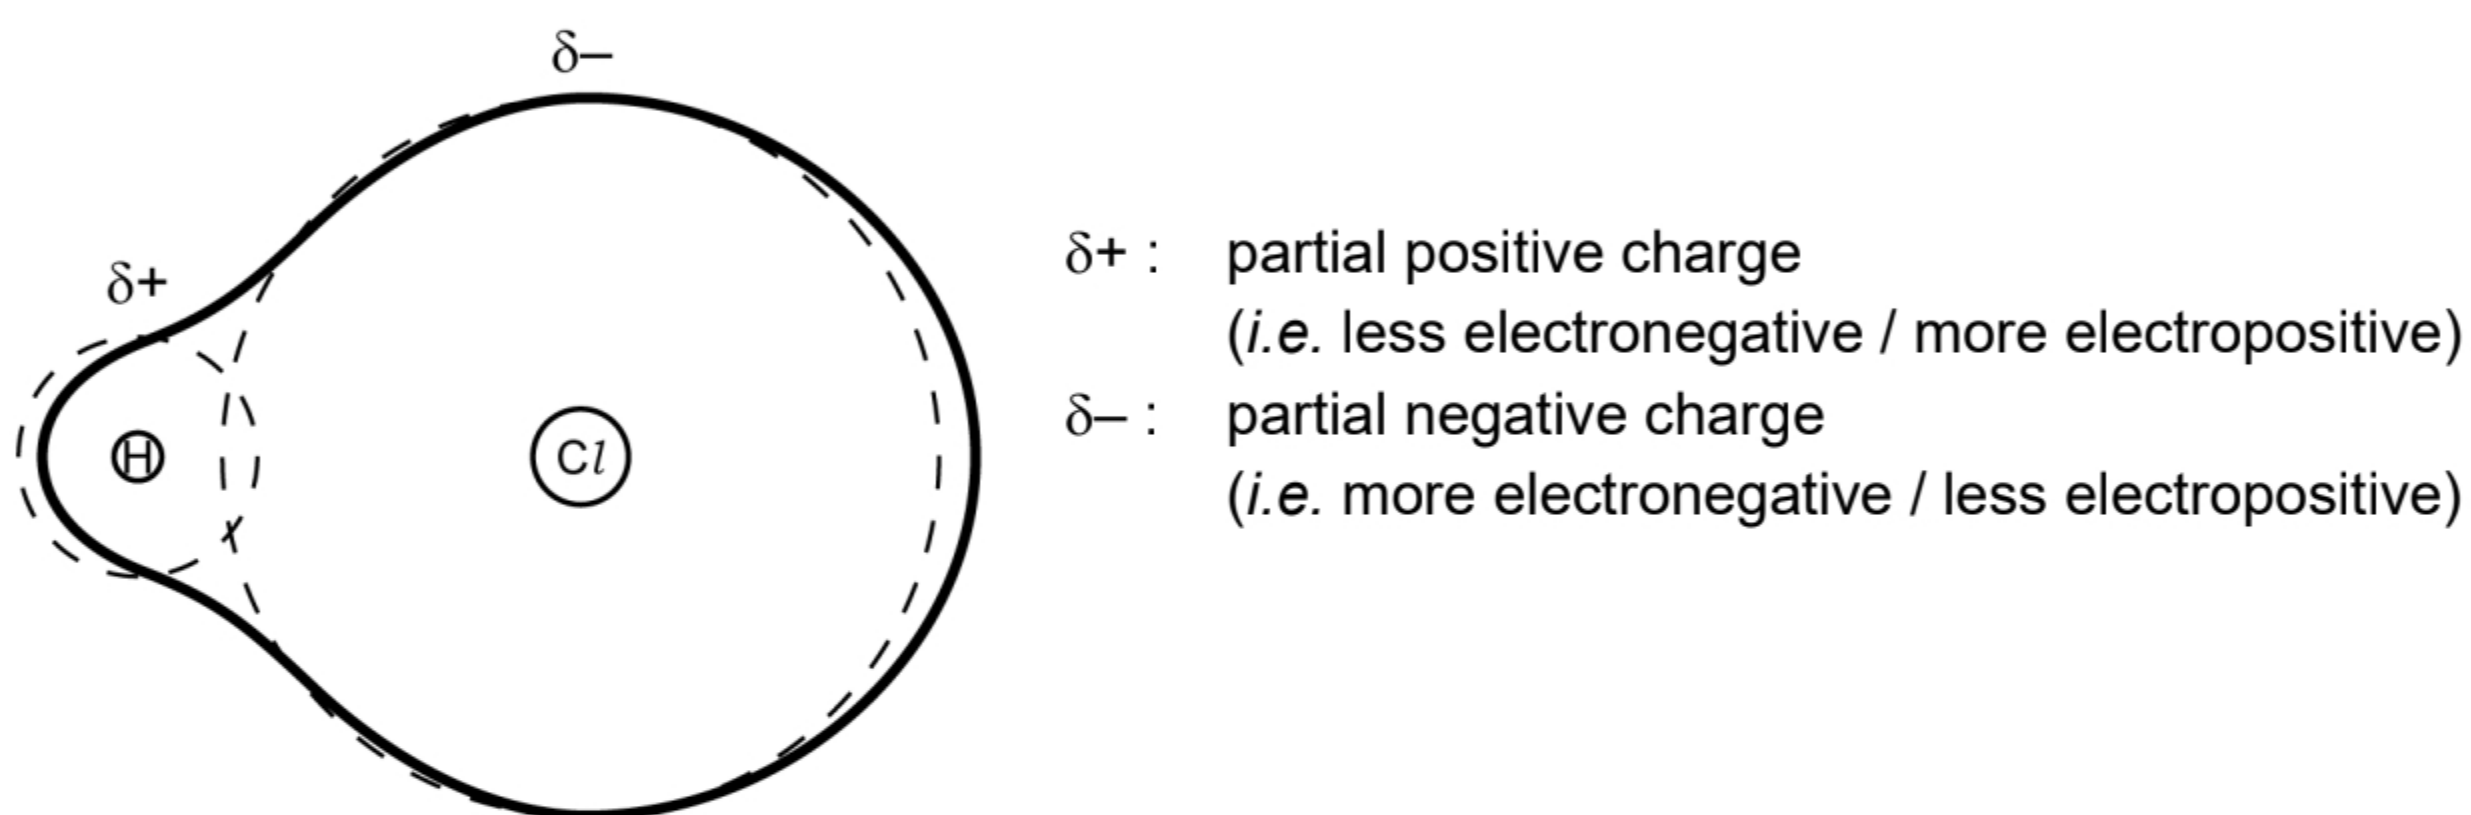 δ–
δ+
H
Cl
δ+ : partial positive charge
(i.e. less electronegative / more electropositive)
δ– : partial negative charge
(i.e. more electronegative / less electropositive)